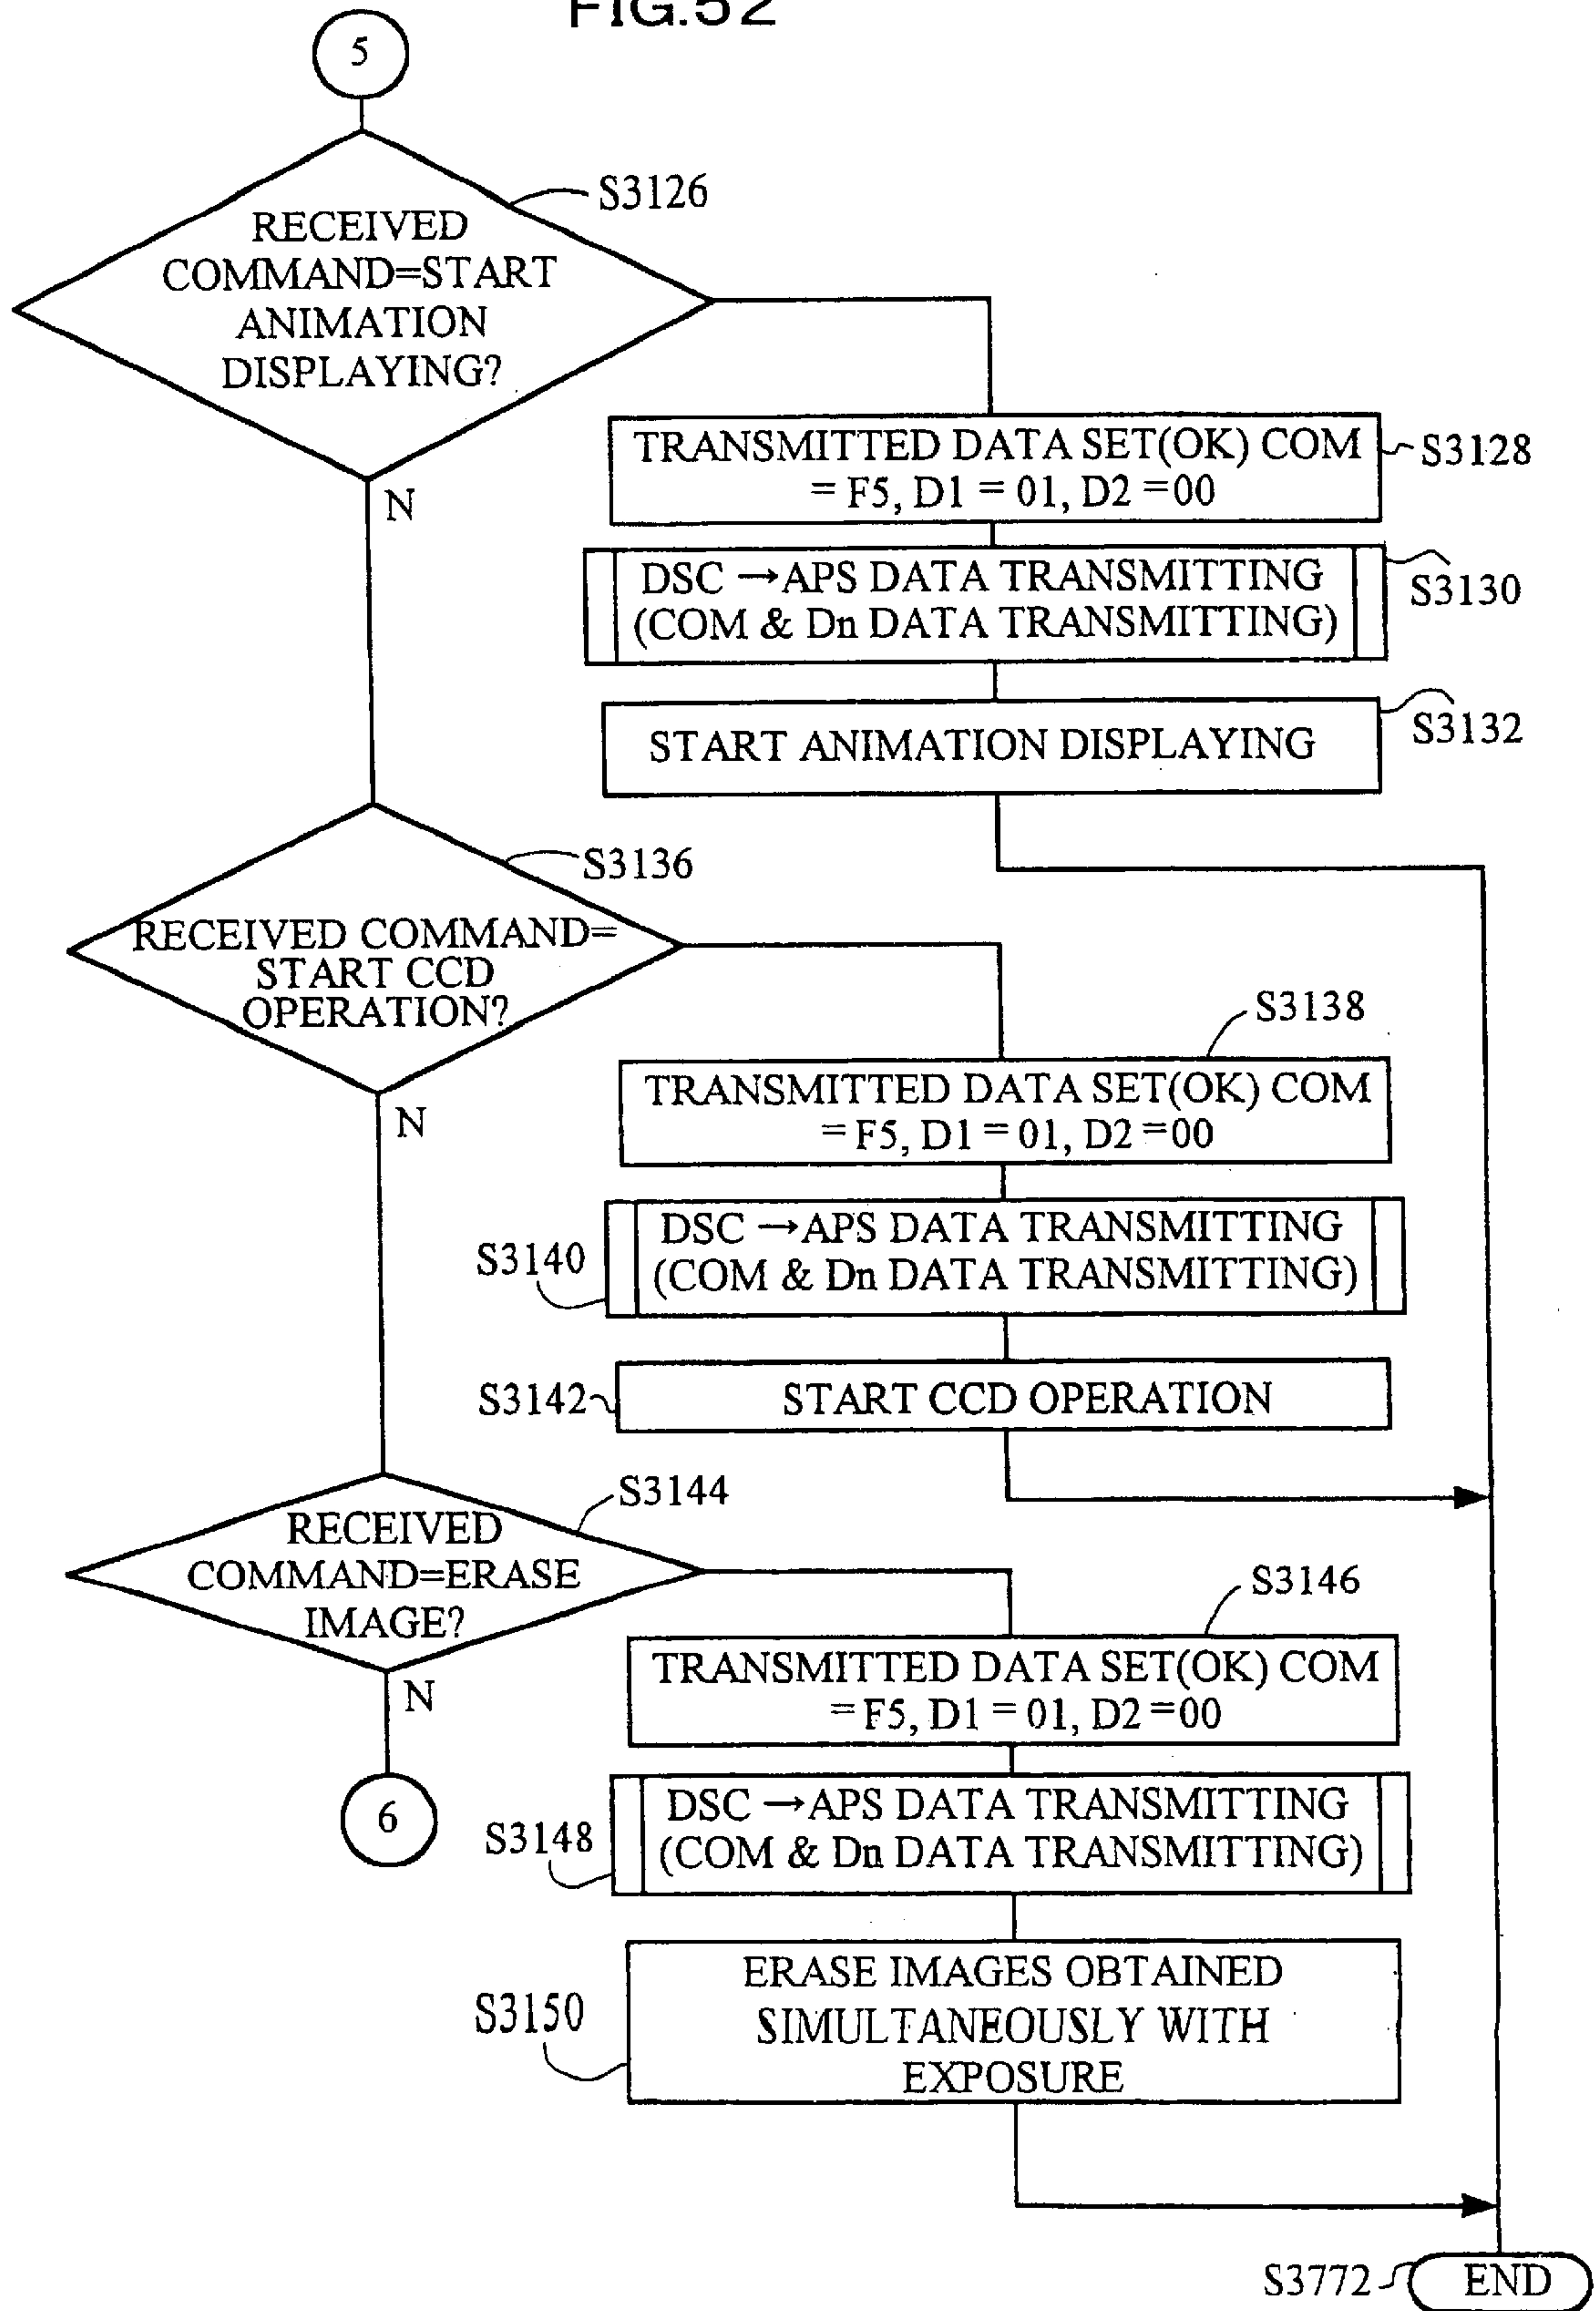 FIG.52
5
S3126
RECEIVED
COMMAND=START
ANIMATION
DISPLAYING?
N
TRANSMITTED DATA SET(OK) COM
= F5, D1 = 01, D2 =00
S3128
DSC →APS DATA TRANSMITTING
(COM & Dn DATA TRANSMITTING)
S3130
START ANIMATION DISPLAYING
S3132
S3136
RECEIVED COMMAND=
START CCD
OPERATION?
N
S3138
TRANSMITTED DATA SET(OK) COM
= F5, D1 = 01, D2 =00
S3140
DSC →APS DATA TRANSMITTING
(COM & Dn DATA TRANSMITTING)
S3142
START CCD OPERATION
S3144
RECEIVED
COMMAND=ERASE
IMAGE?
N
6
S3146
TRANSMITTED DATA SET(OK) COM
= F5, D1 = 01, D2 =00
S3148
DSC →APS DATA TRANSMITTING
(COM & Dn DATA TRANSMITTING)
S3150
ERASE IMAGES OBTAINED
SIMULTANEOUSLY WITH
EXPOSURE
S3772
END